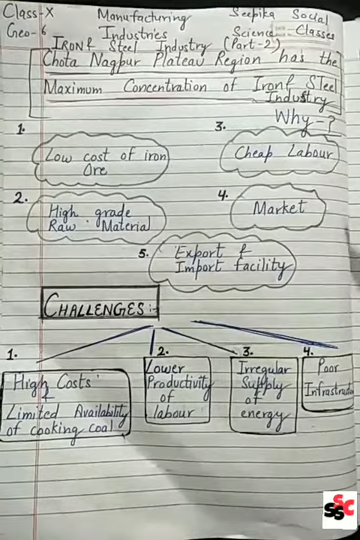 Class-X Manufacturing Seepika Social
Geo-6 Industries Science Classes
Iron & Steel Industry (Part-2)
Chota Nagpur Plateau Region has the
Maximum Concentration of Iron & Steel
Industry
Why-?
1. Low cost of iron
Ore
2. High grade
Raw Material
3. Cheap Labour
4. Market
5. Export &
Import facility
CHALLENGES:-
1. High Costs
&
Limited Availability
of cooking coal
2. Lower
Productivity
of
labour
3. Irregular
Supply
of
energy
4. Poor
SSSC